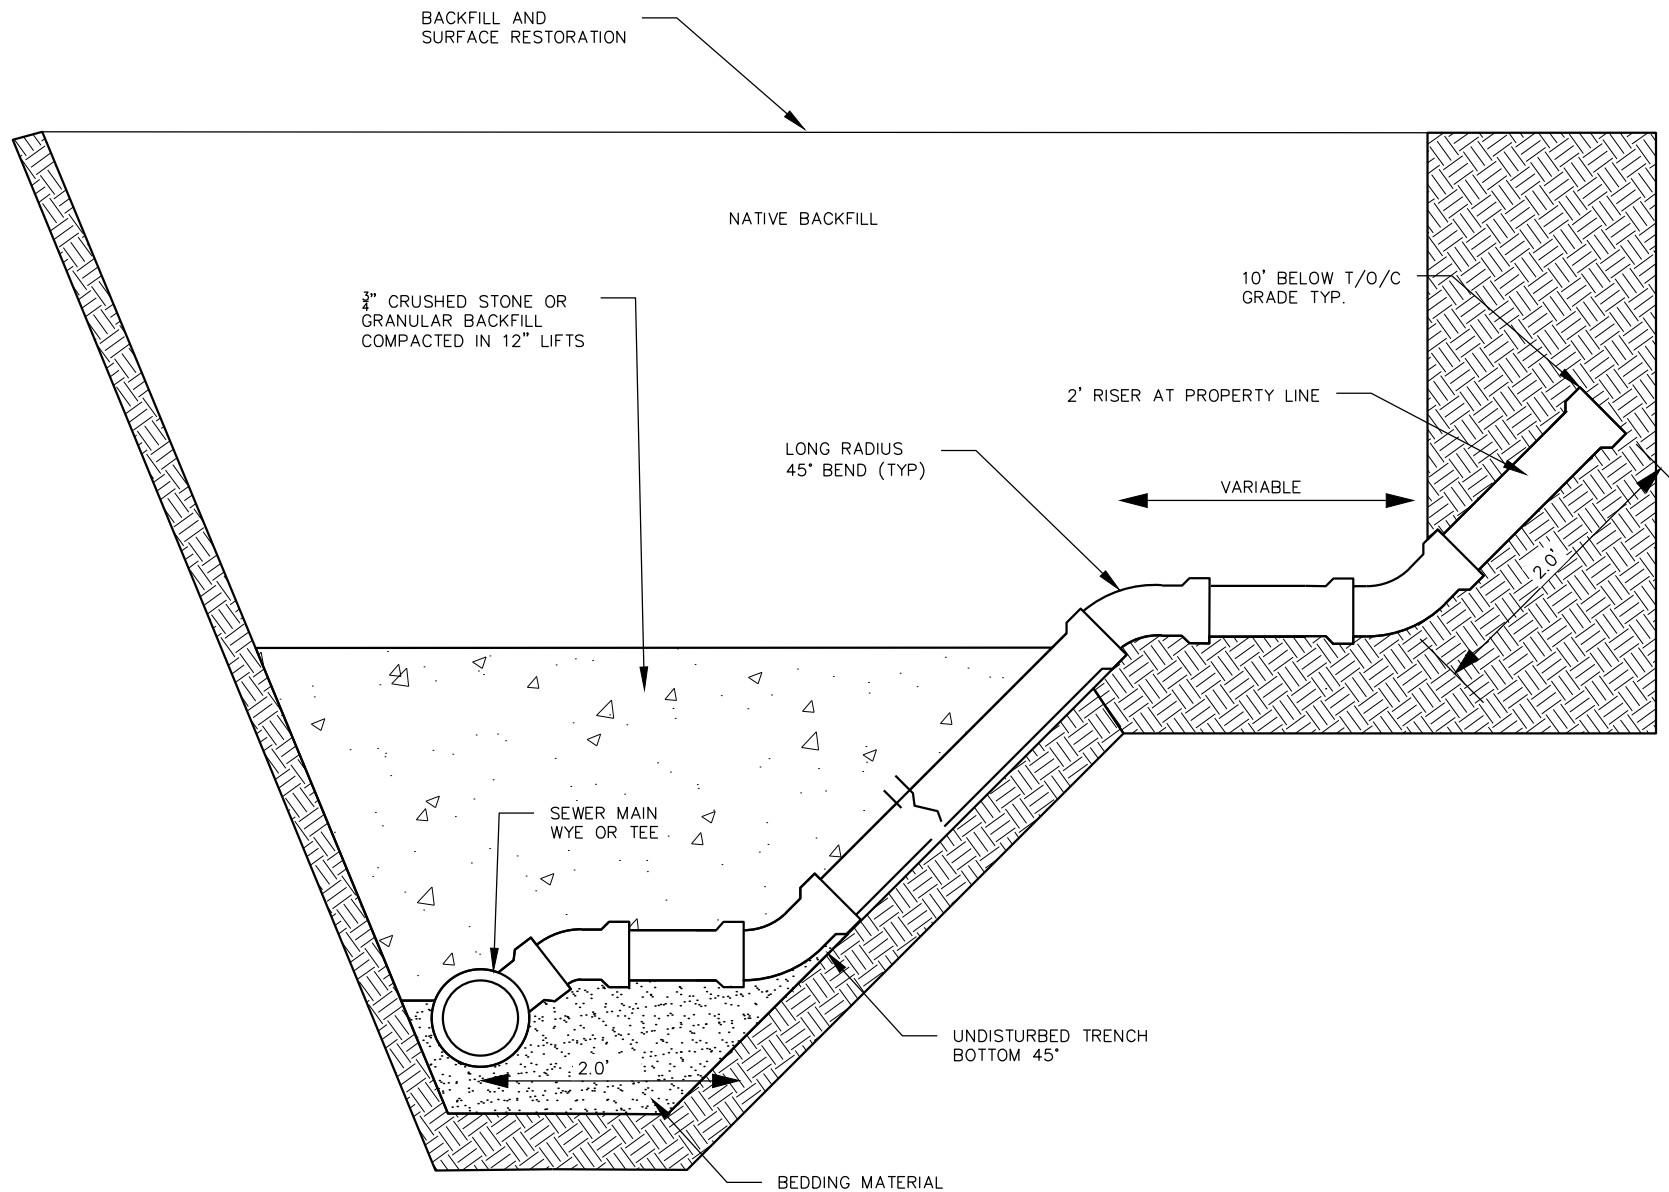 BACKFILL AND
SURFACE RESTORATION
NATIVE BACKFILL
10' BELOW T/O/C
GRADE TYP.
3/4" CRUSHED STONE OR
GRANULAR BACKFILL
COMPACTED IN 12" LIFTS
2' RISER AT PROPERTY LINE
LONG RADIUS
45° BEND (TYP)
VARIABLE
2.0'
SEWER MAIN
WYE OR TEE
UNDISTURBED TRENCH
BOTTOM 45°
2.0'
BEDDING MATERIAL